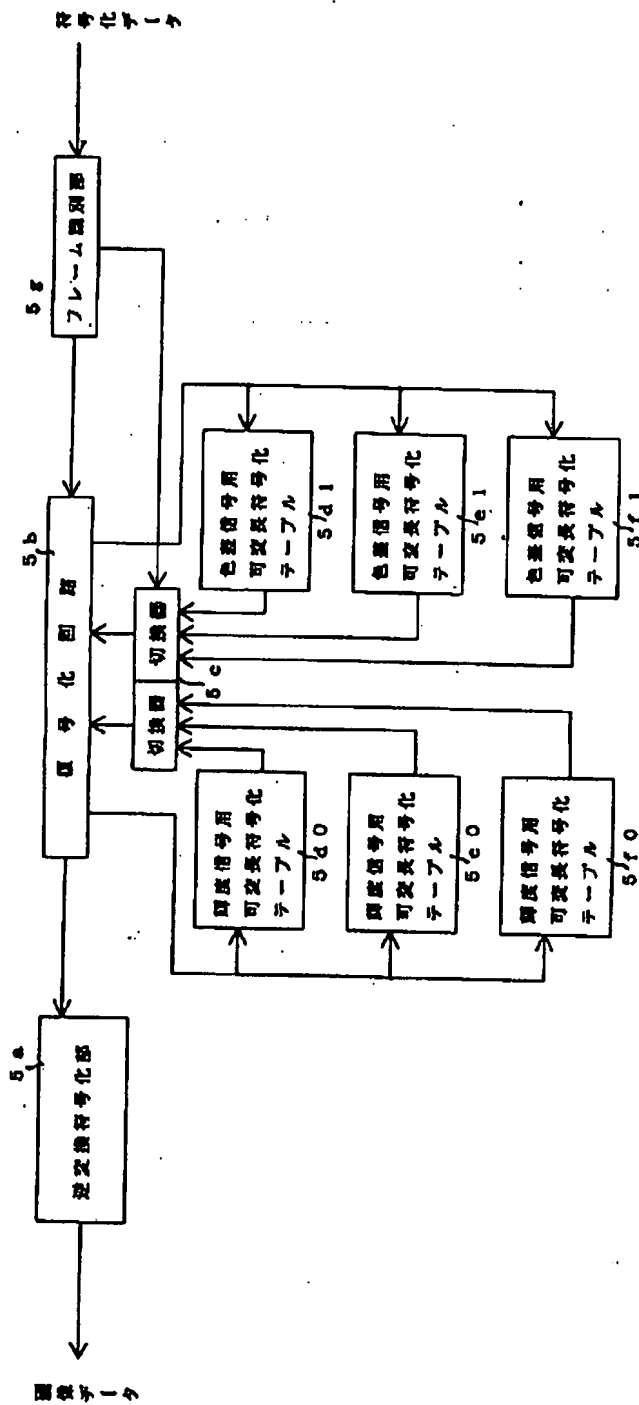 符号化データ
5g
フレーム識別部
5b
復号化回路
切換器
切換器
5c
5a
逆変換符号化部
画像データ
輝度信号用
可変長符号化
テーブル
5d0
輝度信号用
可変長符号化
テーブル
5e0
輝度信号用
可変長符号化
テーブル
5f0
色差信号用
可変長符号化
テーブル
5d1
色差信号用
可変長符号化
テーブル
5e1
色差信号用
可変長符号化
テーブル
5f1